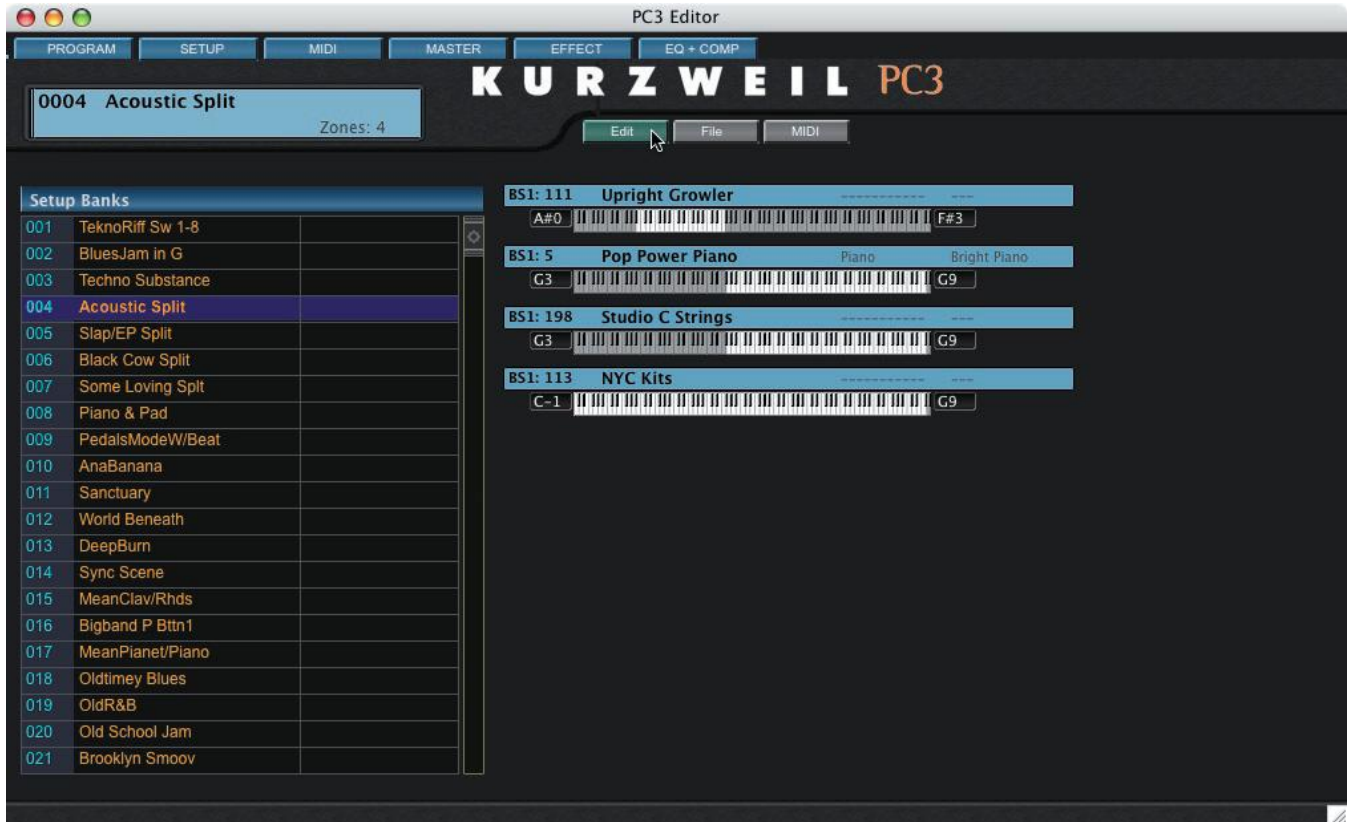 PC3 Editor
PROGRAM SETUP MIDI MASTER EFFECT EQ + COMP
KURZWEIL PC3
0004 Acoustic Split
Zones: 4
Edit File MIDI
Setup Banks
001 TeknoRiff Sw 1-8
002 BluesJam in G
003 Techno Substance
004 Acoustic Split
005 Slap/EP Split
006 Black Cow Split
007 Some Loving Splt
008 Piano & Pad
009 PedalsModeW/Beat
010 AnaBanana
011 Sanctuary
012 World Beneath
013 DeepBurn
014 Sync Scene
015 MeanClav/Rhds
016 Bigband P Bttn1
017 MeanPianet/Piano
018 Oldtimey Blues
019 OldR&B
020 Old School Jam
021 Brooklyn Smoov
BS1: 111 Upright Growler ----------- ---
A#0 F#3
BS1: 5 Pop Power Piano Piano Bright Piano
G3 G9
BS1: 198 Studio C Strings ----------- ---
G3 G9
BS1: 113 NYC Kits ----------- ---
C-1 G9